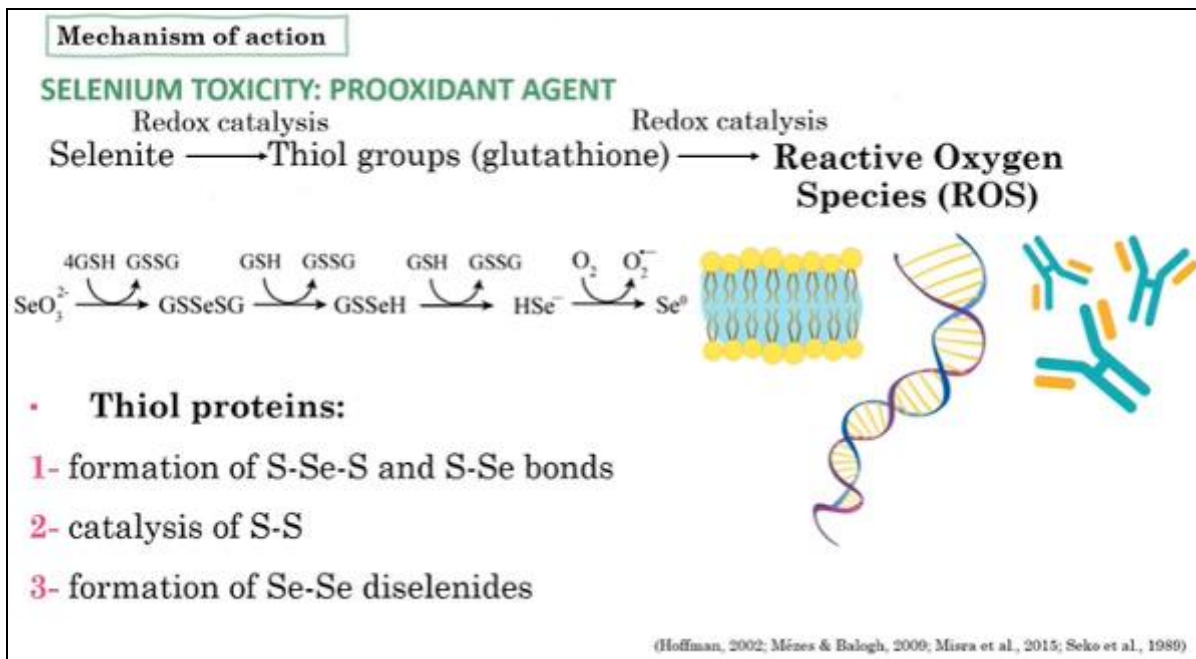 Mechanism of action
SELENIUM TOXICITY: PROOXIDANT AGENT
Redox catalysis Redox catalysis
Selenite ⟶ Thiol groups (glutathione) ⟶ Reactive Oxygen
Species (ROS)
4GSH GSSG GSH GSSG GSH GSSG O₂ O₂•−
SeO₃²⁻ ⟶ GSSeSG ⟶ GSSeH ⟶ HSe⁻ ⟶ Se⁰
· Thiol proteins:
1- formation of S-Se-S and S-Se bonds
2- catalysis of S-S
3- formation of Se-Se diselenides
(Hoffman, 2002; Mézes & Balogh, 2009; Misra et al., 2015; Seko et al., 1989)